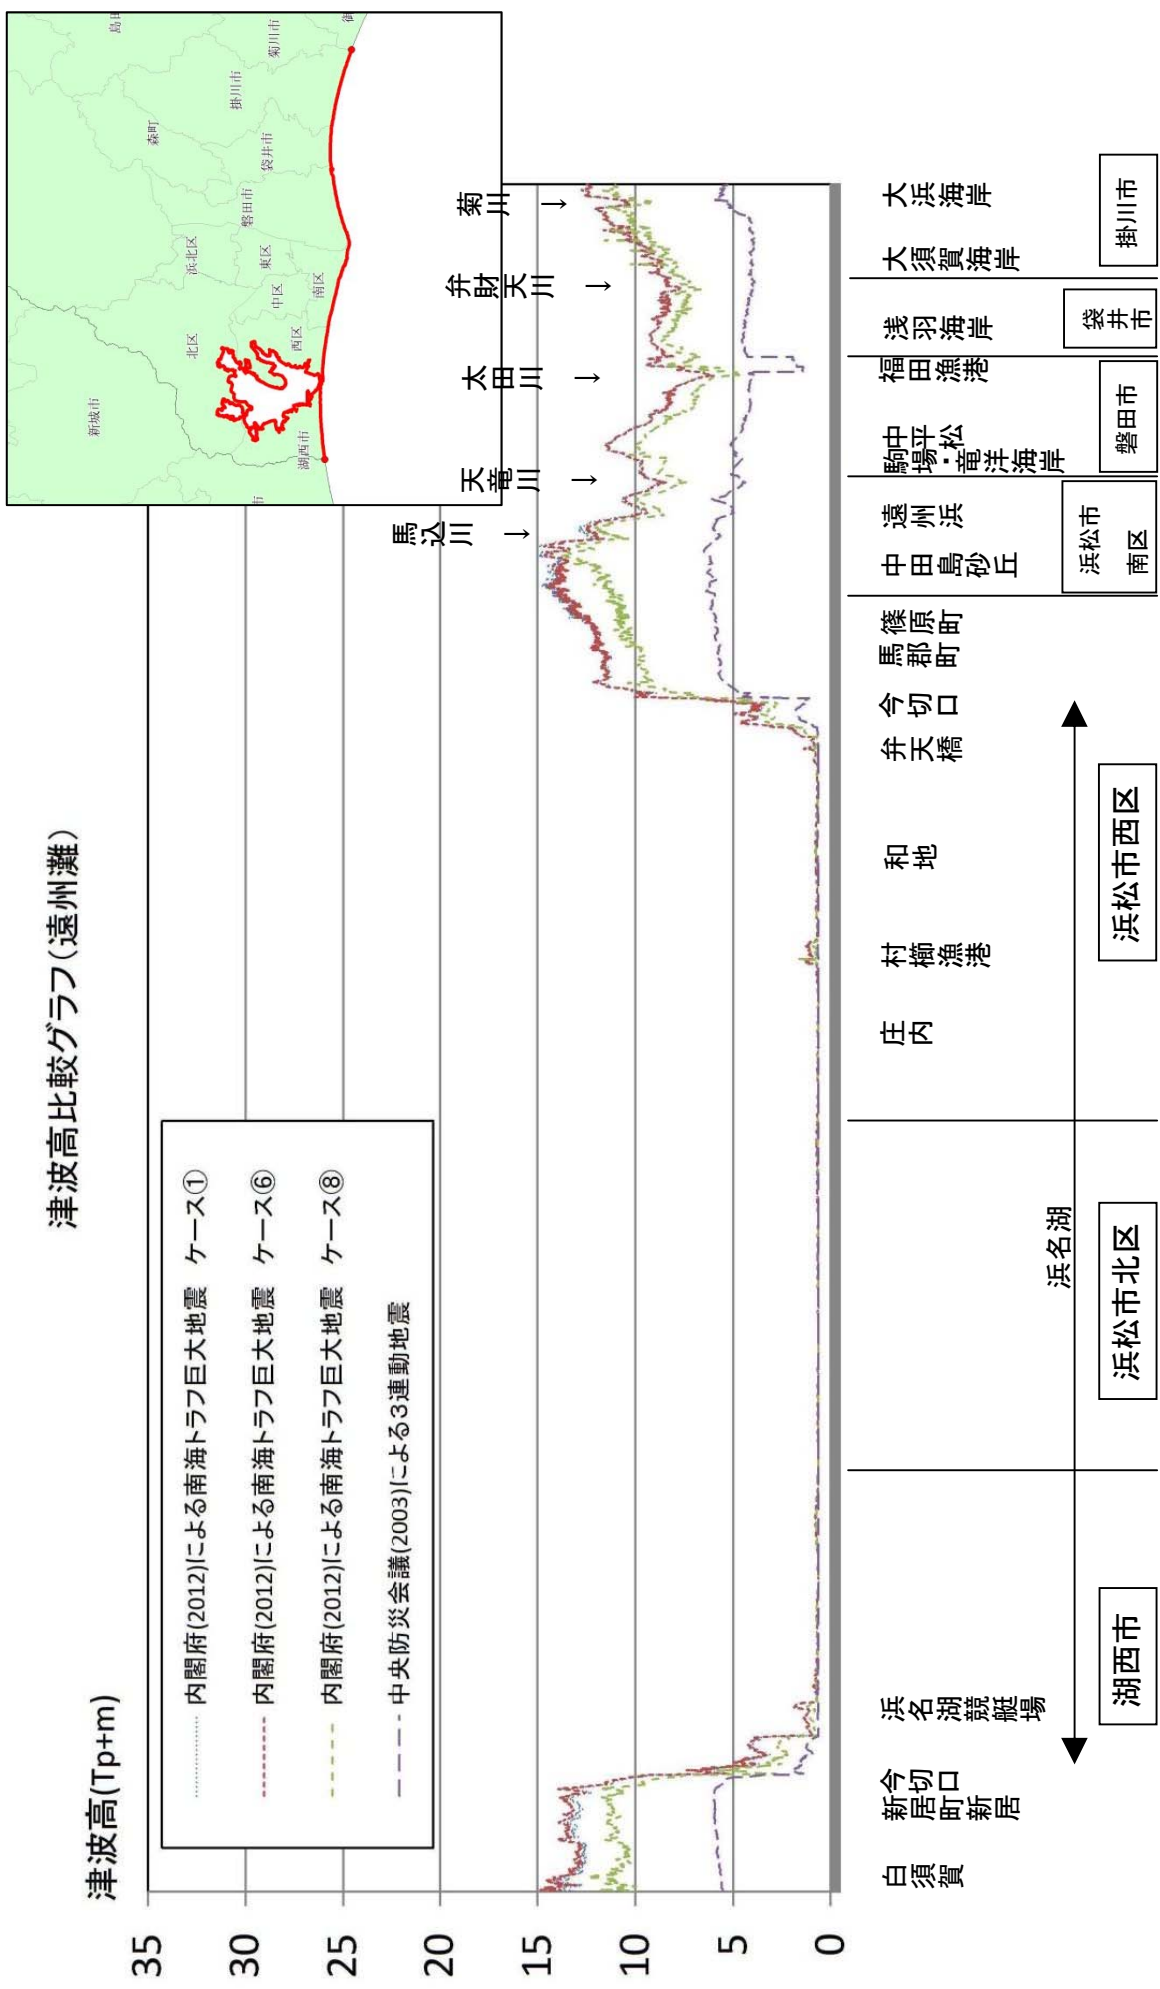 津波高比較グラフ(遠州灘)
津波高(Tp+m)
35
30
25
20
15
10
5
0
内閣府(2012)による南海トラフ巨大地震 ケース①
内閣府(2012)による南海トラフ巨大地震 ケース⑥
内閣府(2012)による南海トラフ巨大地震 ケース⑧
中央防災会議(2003)による3連動地震
新城市
湖西市
北区
西区
中区
南区
浜北区
東区
磐田市
森町
袋井市
掛川市
菊川市
島田
御
市
馬込川
↓
天竜川
↓
太田川
↓
弁財天川
↓
菊川
↓
白須賀
新居町新居
今切口
浜名湖競艇場
庄内
村櫛漁港
和地
弁天橋
今切口
馬郡町
篠原町
中田島砂丘
遠州浜
駒場・竜洋海岸
中平松
福田漁港
浅羽海岸
大須賀海岸
大浜海岸
浜名湖
湖西市
浜松市北区
浜松市西区
浜松市
南区
磐田市
袋井市
掛川市